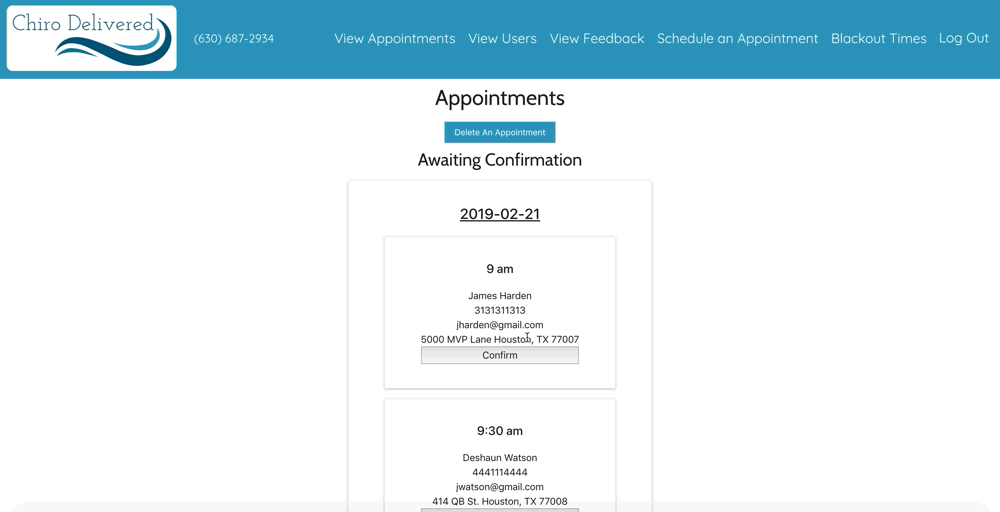 Chiro Delivered
(630) 687-2934
View Appointments View Users View Feedback Schedule an Appointment Blackout Times Log Out
Appointments
Delete An Appointment
Awaiting Confirmation
2019-02-21
9 am
James Harden
3131311313
jharden@gmail.com
5000 MVP Lane Houston, TX 77007
Confirm
9:30 am
Deshaun Watson
4441114444
jwatson@gmail.com
414 QB St. Houston, TX 77008